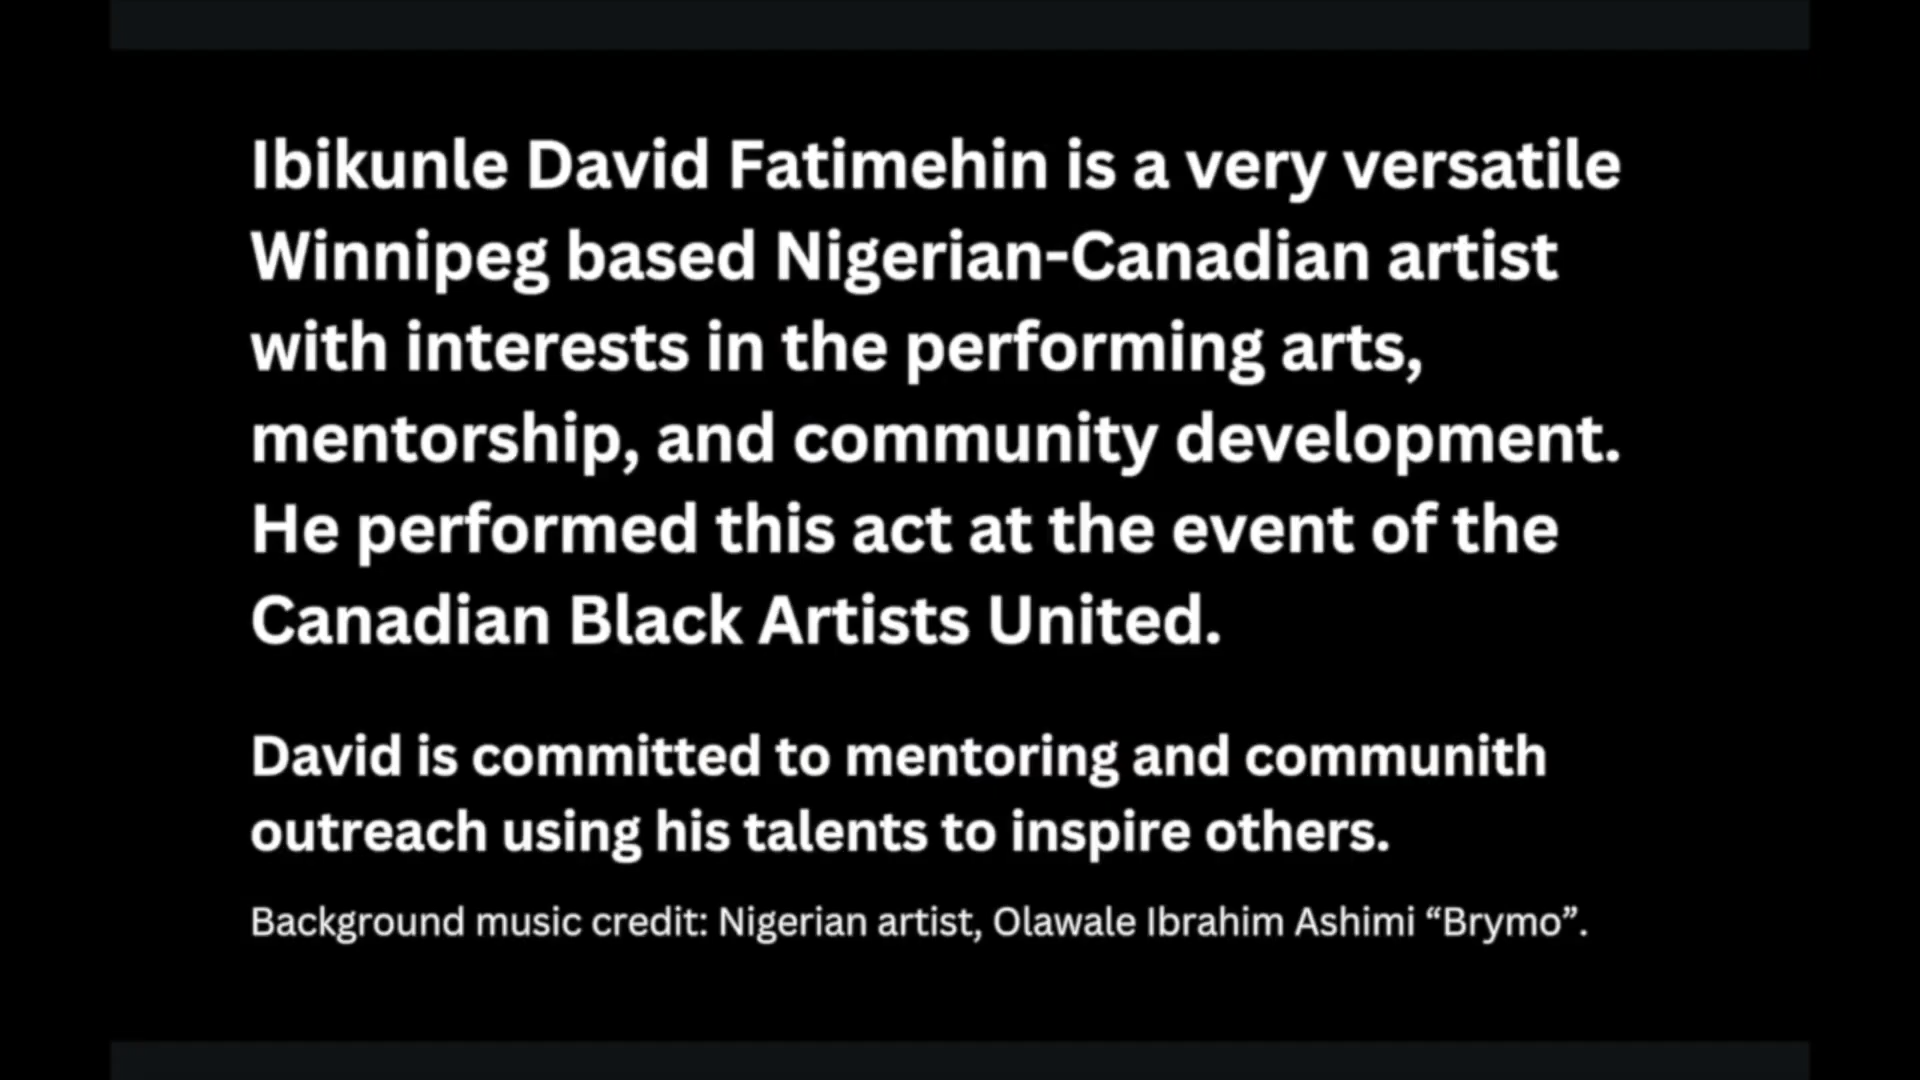 Ibikunle David Fatimehin is a very versatile
Winnipeg based Nigerian-Canadian artist
with interests in the performing arts,
mentorship, and community development.
He performed this act at the event of the
Canadian Black Artists United.
David is committed to mentoring and communith
outreach using his talents to inspire others.
Background music credit: Nigerian artist, Olawale Ibrahim Ashimi “Brymo”.